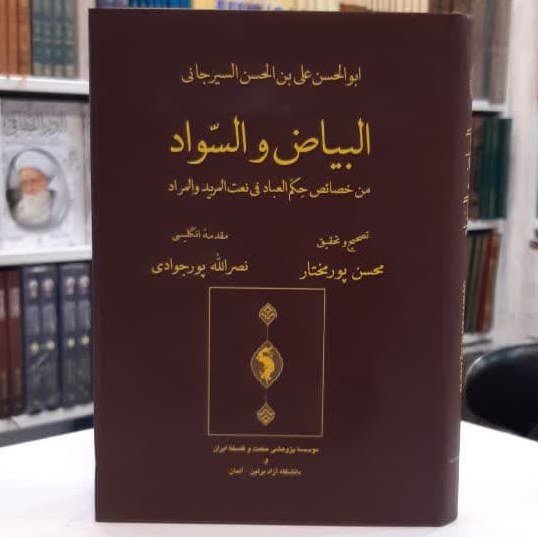 ابوالحسن علی بن الحسن السیرجانی
البیاض والسّواد
من خصائص حِکَم العباد فی نعت المرید والمراد
تصحیح و تحقیق
محسن پورمختار
مقدمهٔ انگلیسی
نصرالله پورجوادی
موسسهٔ پژوهشی حکمت و فلسفهٔ ایران
و
دانشگاه آزاد برلین - آلمان